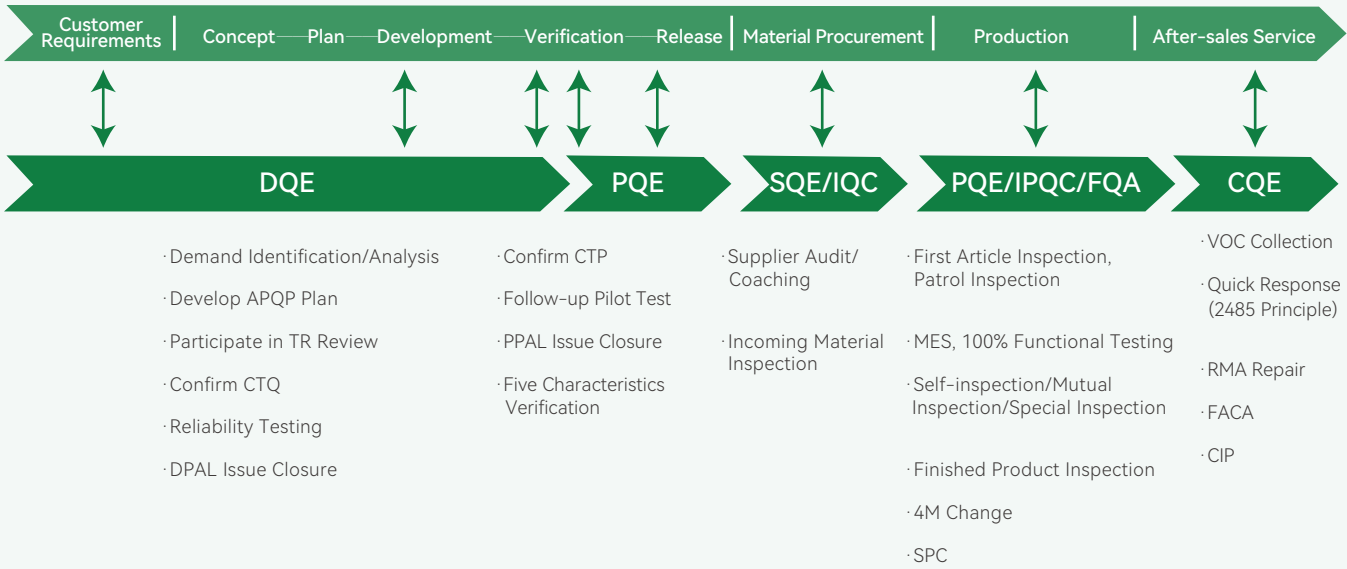 Customer
Requirements
Concept
Plan
Development
Verification
Release
Material Procurement
Production
After-sales Service
DQE
PQE
SQE/IQC
PQE/IPQC/FQA
CQE
·Demand Identification/Analysis
·Develop APQP Plan
·Participate in TR Review
·Confirm CTQ
·Reliability Testing
·DPAL Issue Closure
·Confirm CTP
·Follow-up Pilot Test
·PPAL Issue Closure
·Five Characteristics
Verification
·Supplier Audit/
Coaching
·Incoming Material
Inspection
·First Article Inspection,
Patrol Inspection
·MES, 100% Functional Testing
·Self-inspection/Mutual
Inspection/Special Inspection
·Finished Product Inspection
·4M Change
·SPC
·VOC Collection
·Quick Response
(2485 Principle)
·RMA Repair
·FACA
·CIP